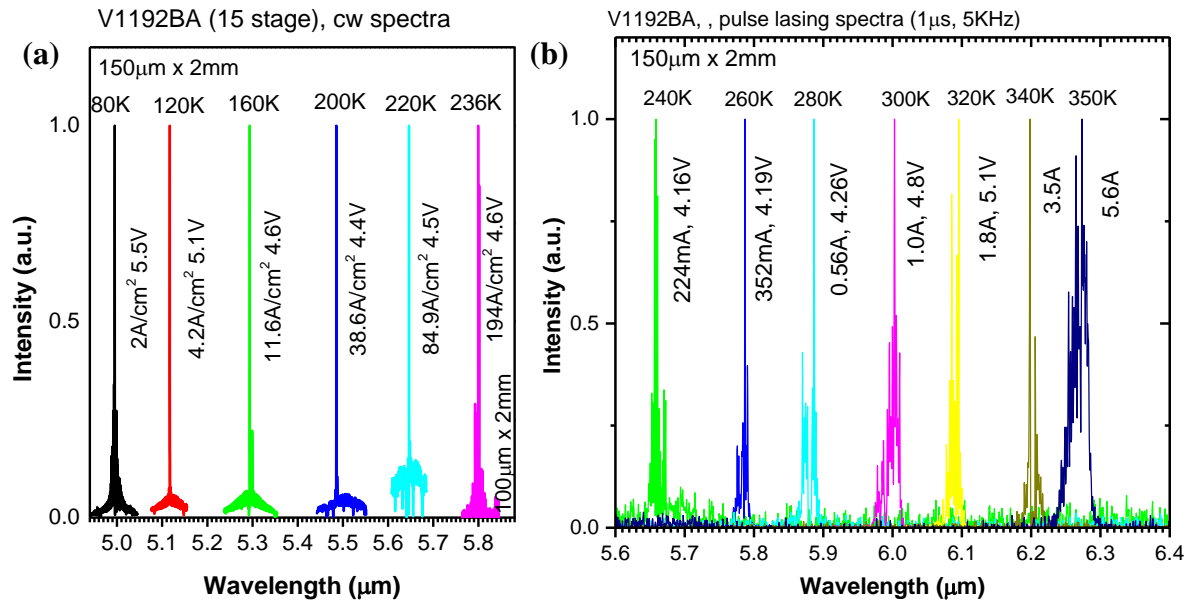 V1192BA (15 stage), cw spectra
(a)
150μm x 2mm
80K 120K 160K 200K 220K 236K
1.0
0.5
0.0
Intensity (a.u.)
2A/cm² 5.5V
4.2A/cm² 5.1V
11.6A/cm² 4.6V
38.6A/cm² 4.4V
84.9A/cm² 4.5V
194A/cm² 4.6V
100μm x 2mm
5.0 5.1 5.2 5.3 5.4 5.5 5.6 5.7 5.8
Wavelength (μm)
V1192BA, , pulse lasing spectra (1μs, 5KHz)
(b)
150μm x 2mm
240K 260K 280K 300K 320K 340K 350K
1.0
0.5
0.0
Intensity (a.u.)
224mA, 4.16V
352mA, 4.19V
0.56A, 4.26V
1.0A, 4.8V
1.8A, 5.1V
3.5A
5.6A
5.6 5.7 5.8 5.9 6.0 6.1 6.2 6.3 6.4
Wavelength (μm)